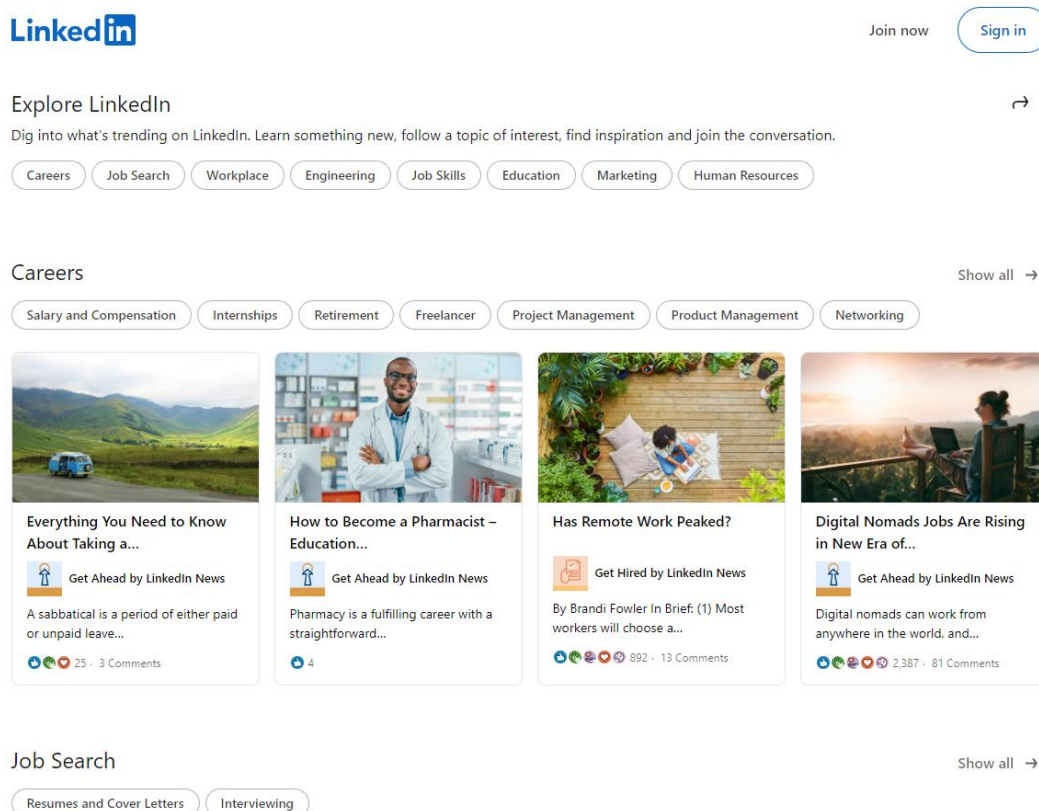 Linked in
Join now
Sign in
Explore LinkedIn
Dig into what's trending on LinkedIn. Learn something new, follow a topic of interest, find inspiration and join the conversation.
Careers
Job Search
Workplace
Engineering
Job Skills
Education
Marketing
Human Resources
Careers
Show all →
Salary and Compensation
Internships
Retirement
Freelancer
Project Management
Product Management
Networking
Everything You Need to Know
About Taking a...
Get Ahead by LinkedIn News
A sabbatical is a period of either paid
or unpaid leave...
25 · 3 Comments
How to Become a Pharmacist –
Education...
Get Ahead by LinkedIn News
Pharmacy is a fulfilling career with a
straightforward...
4
Has Remote Work Peaked?
Get Hired by LinkedIn News
By Brandi Fowler In Brief: (1) Most
workers will choose a...
892 · 13 Comments
Digital Nomads Jobs Are Rising
in New Era of...
Get Ahead by LinkedIn News
Digital nomads can work from
anywhere in the world, and...
2,387 · 81 Comments
Job Search
Show all →
Resumes and Cover Letters
Interviewing